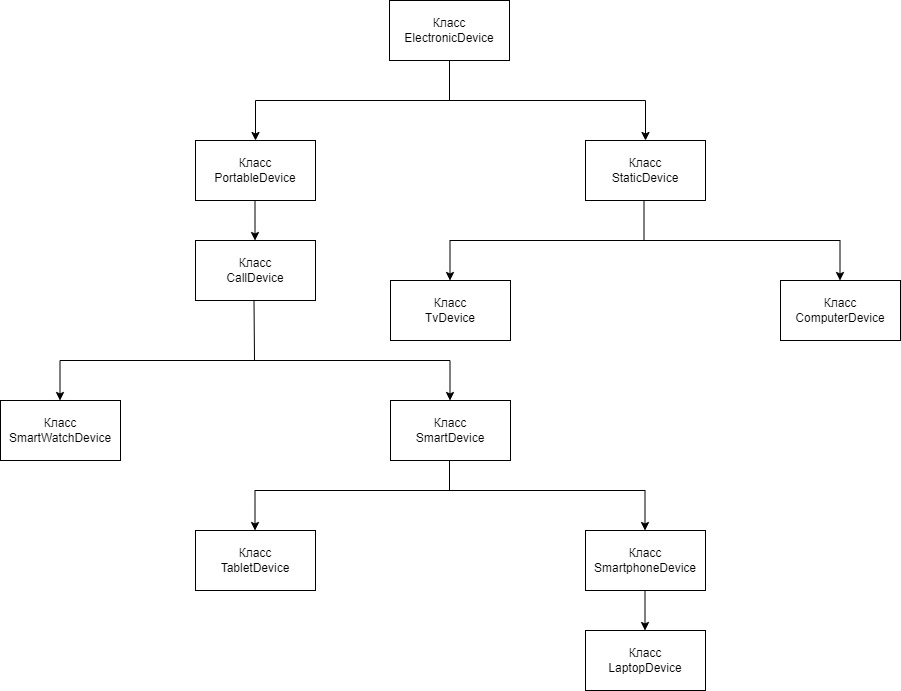 Класс
ElectronicDevice
Класс
PortableDevice
Класс
StaticDevice
Класс
CallDevice
Класс
TvDevice
Класс
ComputerDevice
Класс
SmartWatchDevice
Класс
SmartDevice
Класс
TabletDevice
Класс
SmartphoneDevice
Класс
LaptopDevice